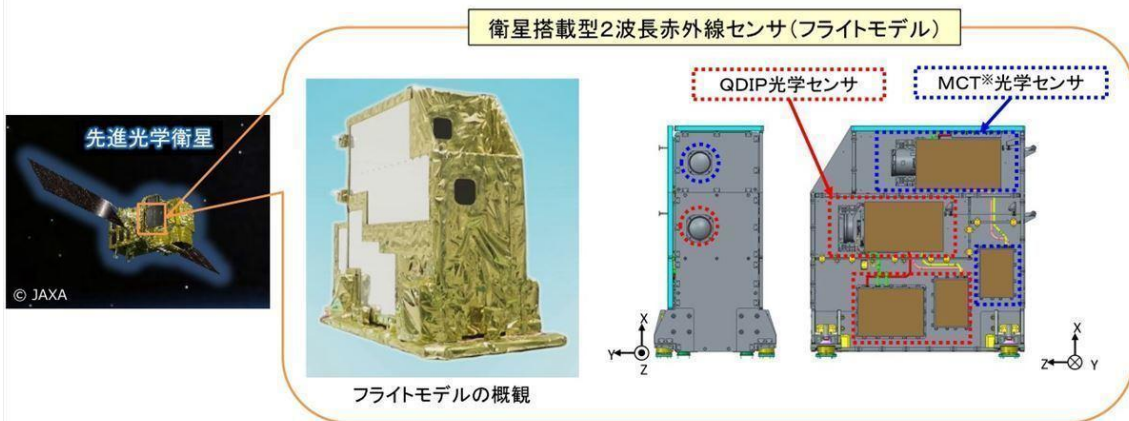 衛星搭載型2波長赤外線センサ(フライトモデル)
QDIP光学センサ
MCT※光学センサ
先進光学衛星
© JAXA
フライトモデルの概観
X
Y
Z
X
Z
Y